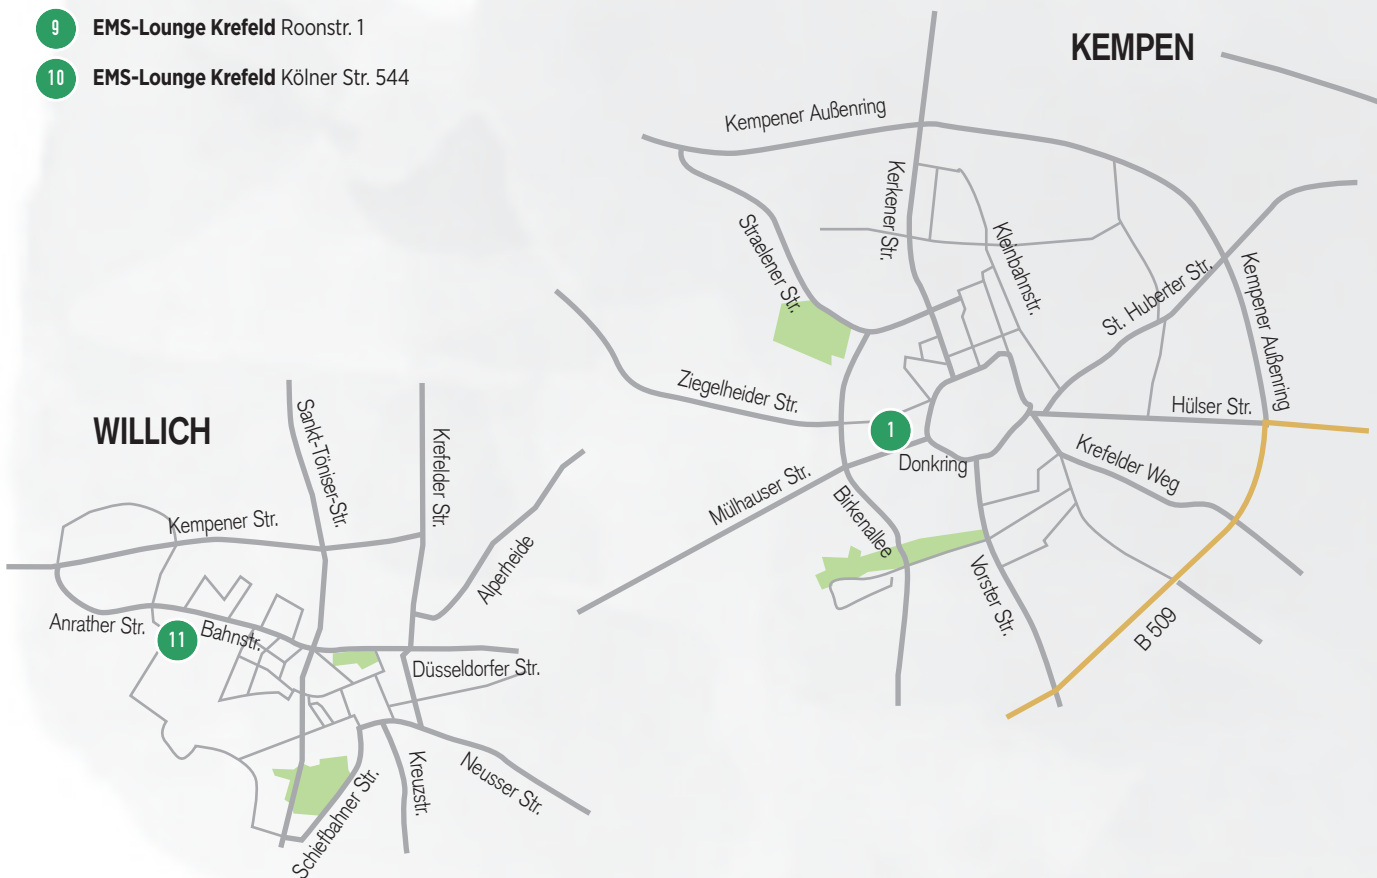 9 EMS-Lounge Krefeld Roonstr. 1
10 EMS-Lounge Krefeld Kölner Str. 544
KEMPEN
Kempener Außenring
Kerkener Str.
Straelener Str.
Kleinbahnstr.
St. Huberter Str.
Kempener Außenring
Ziegelheider Str.
Hülser Str.
1
Donkring
Krefelder Weg
Mülhauser Str.
Birkenallee
Vorster Str.
B 509
WILLICH
Sankt-Töniser-Str.
Krefelder Str.
Kempener Str.
Alperheide
Anrather Str.
11
Bahnstr.
Düsseldorfer Str.
Neusser Str.
Kreuzstr.
Schiefbahner Str.